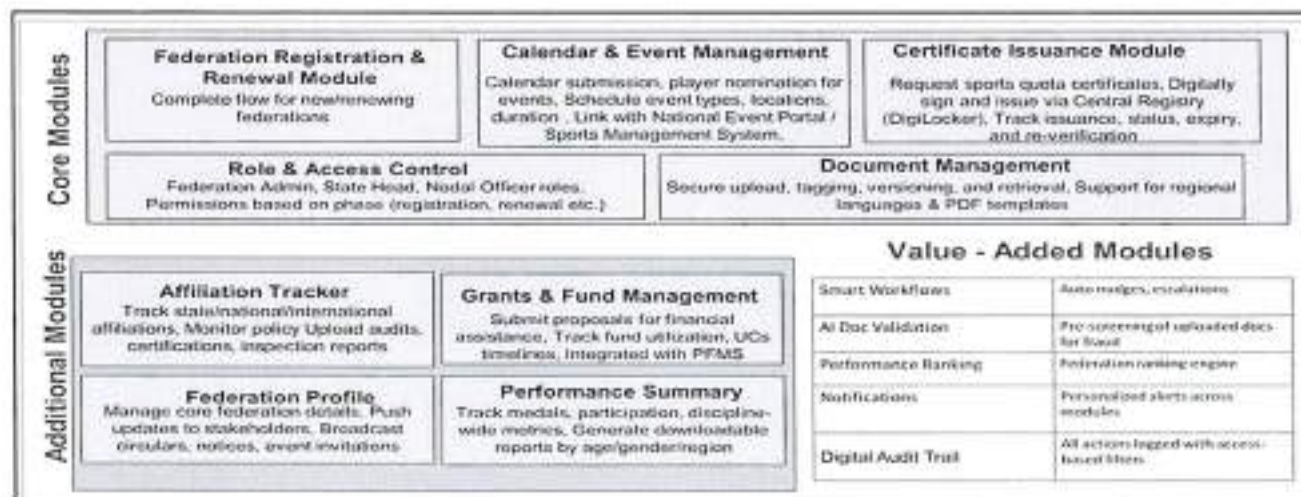 Core Modules
Federation Registration &
Renewal Module
Complete flow for new/renewing
federations
Calendar & Event Management
Calendar submission, player nomination for
events, Schedule event types, locations,
duration . Link with National Event Portal /
Sports Management System.
Certificate Issuance Module
Request sports quota certificates, Digitally
sign and issue via Central Registry
(DigiLocker), Track issuance, status, expiry,
and re-verification
Role & Access Control
Federation Admin, State Head, Nodal Officer roles.
Permissions based on phase (registration, renewal etc.)
Document Management
Secure upload, tagging, versioning, and retrieval, Support for regional
languages & PDF templates
Additional Modules
Affiliation Tracker
Track state/national/international
affiliations, Monitor policy Upload audits,
certifications, inspection reports
Grants & Fund Management
Submit proposals for financial
assistance, Track fund utilization, UCs
timelines, Integrated with PFMS
Federation Profile
Manage core federation details. Push
updates to stakeholders. Broadcast
circulars, notices, event invitations
Performance Summary
Track medals, participation, discipline-
wide metrics, Generate downloadable
reports by age/gender/region
Value - Added Modules
Smart Workflows
Auto nudges, escalations
AI Doc Validation
Pre-screening of uploaded docs
for fraud
Performance Ranking
Federation ranking engine
Notifications
Personalized alerts across
modules
Digital Audit Trail
All actions logged with access-
based filters